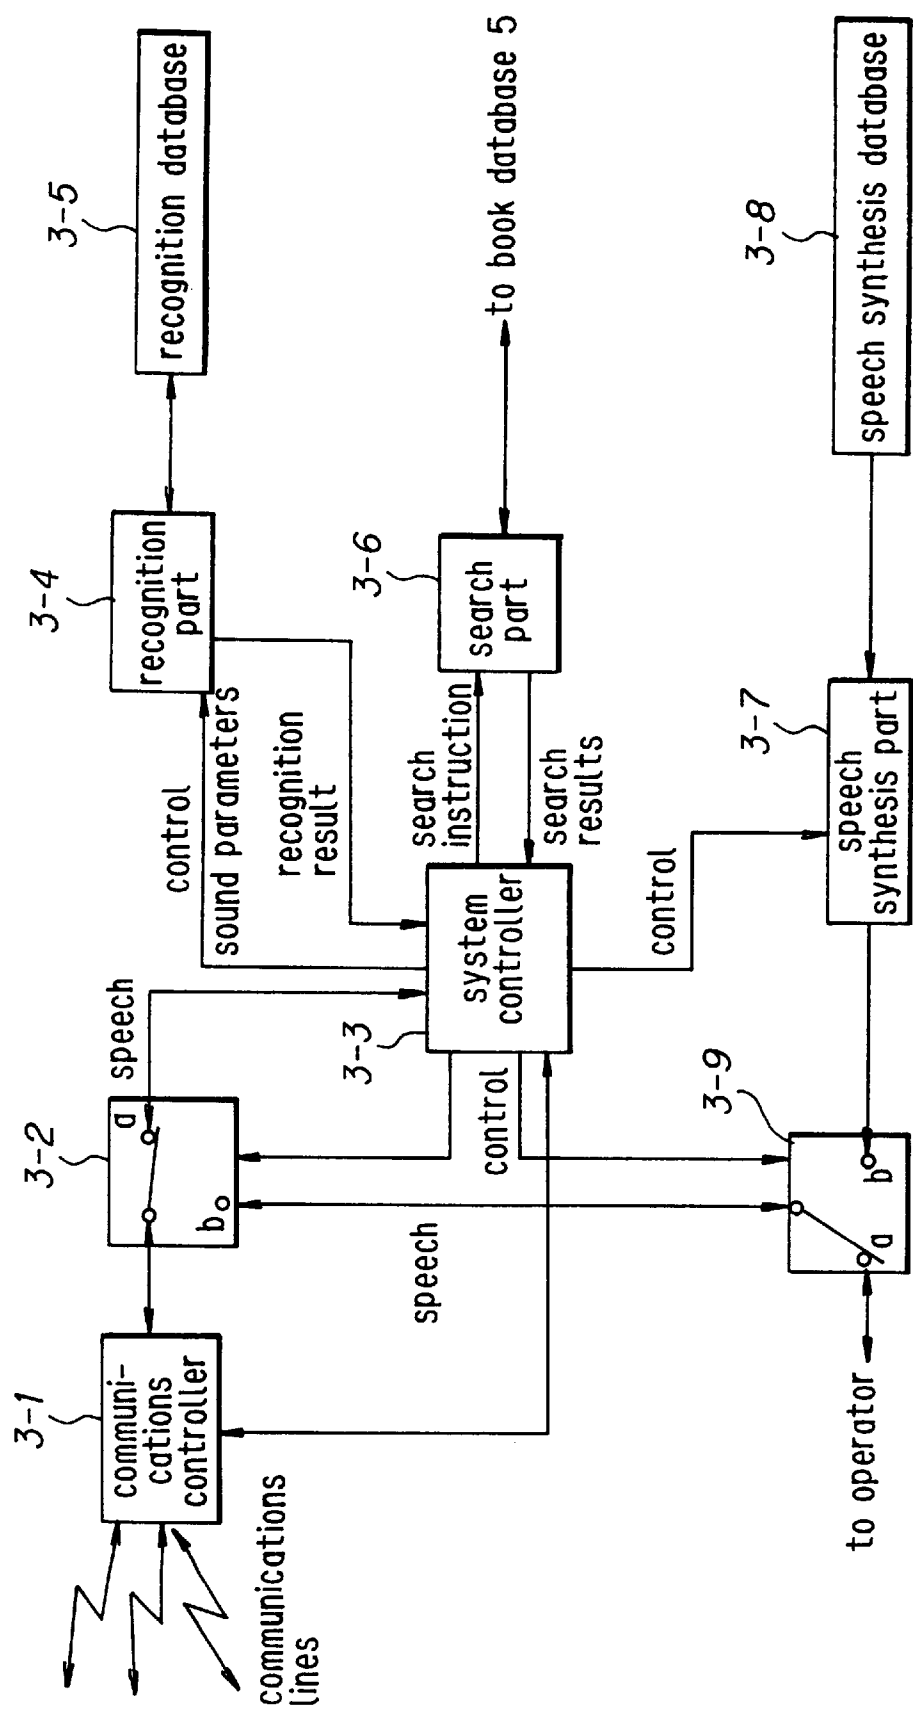 3-1
communi-
cations
controller
communications
lines
3-2
a
b
speech
3-3
system
controller
control
sound parameters
recognition
result
3-4
recognition
part
3-5
recognition database
search
instruction
search
results
3-6
search
part
to book database 5
control
speech
control
3-9
a
b
to operator
3-7
speech
synthesis part
3-8
speech synthesis database